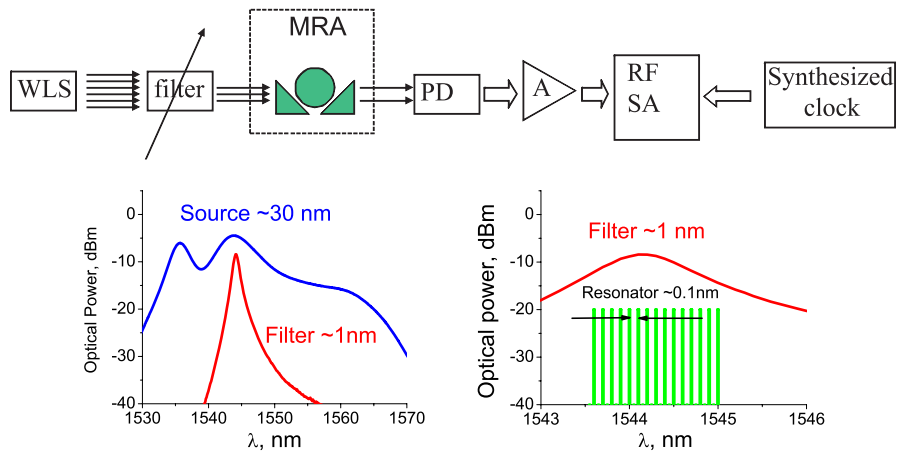 MRA
WLS
filter
PD
A
RF
SA
Synthesized
clock
Source ~30 nm
Filter ~1nm
Optical Power, dBm
0
-10
-20
-30
-40
1530
1540
1550
1560
1570
λ, nm
Filter ~1 nm
Resonator ~0.1nm
Optical power, dBm
0
-10
-20
-30
-40
1543
1544
1545
1546
λ, nm